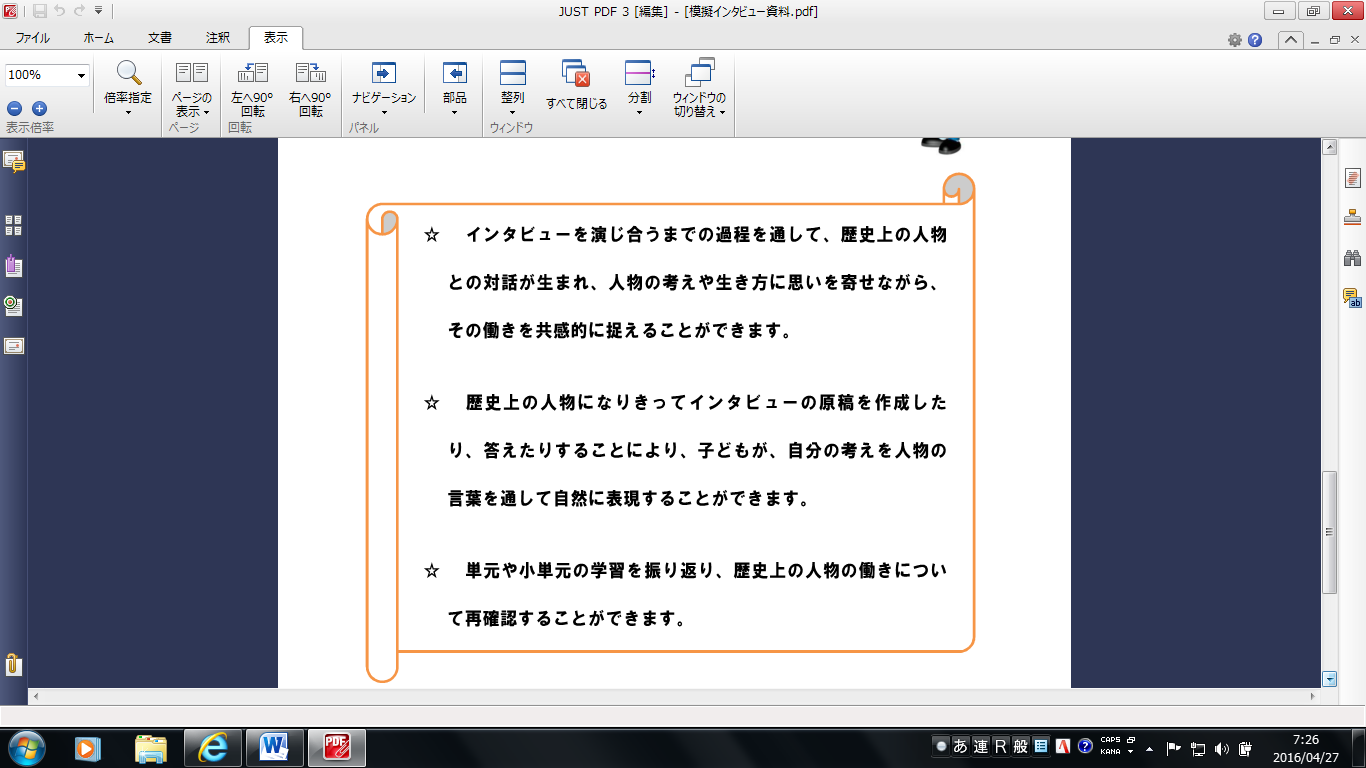 JUST PDF 3 [編集] - [模擬インタビュー資料.pdf]
ファイル ホーム 文書 注釈 表示
100%
倍率指定
ページの
表示
左へ90°
回転
右へ90°
回転
ナビゲーション
部品
整列
すべて閉じる
分割
ウィンドウの
切り替え
表示倍率 ページ 回転 パネル ウィンドウ
☆ インタビューを演じ合うまでの過程を通して、歴史上の人物
との対話が生まれ、人物の考えや生き方に思いを寄せながら、
その働きを共感的に捉えることができます。
☆ 歴史上の人物になりきってインタビューの原稿を作成した
り、答えたりすることにより、子どもが、自分の考えを人物の
言葉を通して自然に表現することができます。
☆ 単元や小単元の学習を振り返り、歴史上の人物の働きについ
て再確認することができます。
あ 連 R 般
CAPS
KANA
7:26
2016/04/27